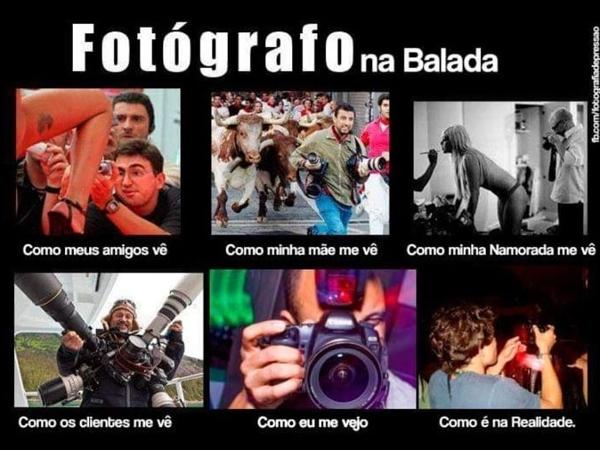 Fotógrafo na Balada
fb.com/fotografiadepressao
Como meus amigos vê
Como minha mãe me vê
Como minha Namorada me vê
Como os clientes me vê
Como eu me vejo
Como é na Realidade.